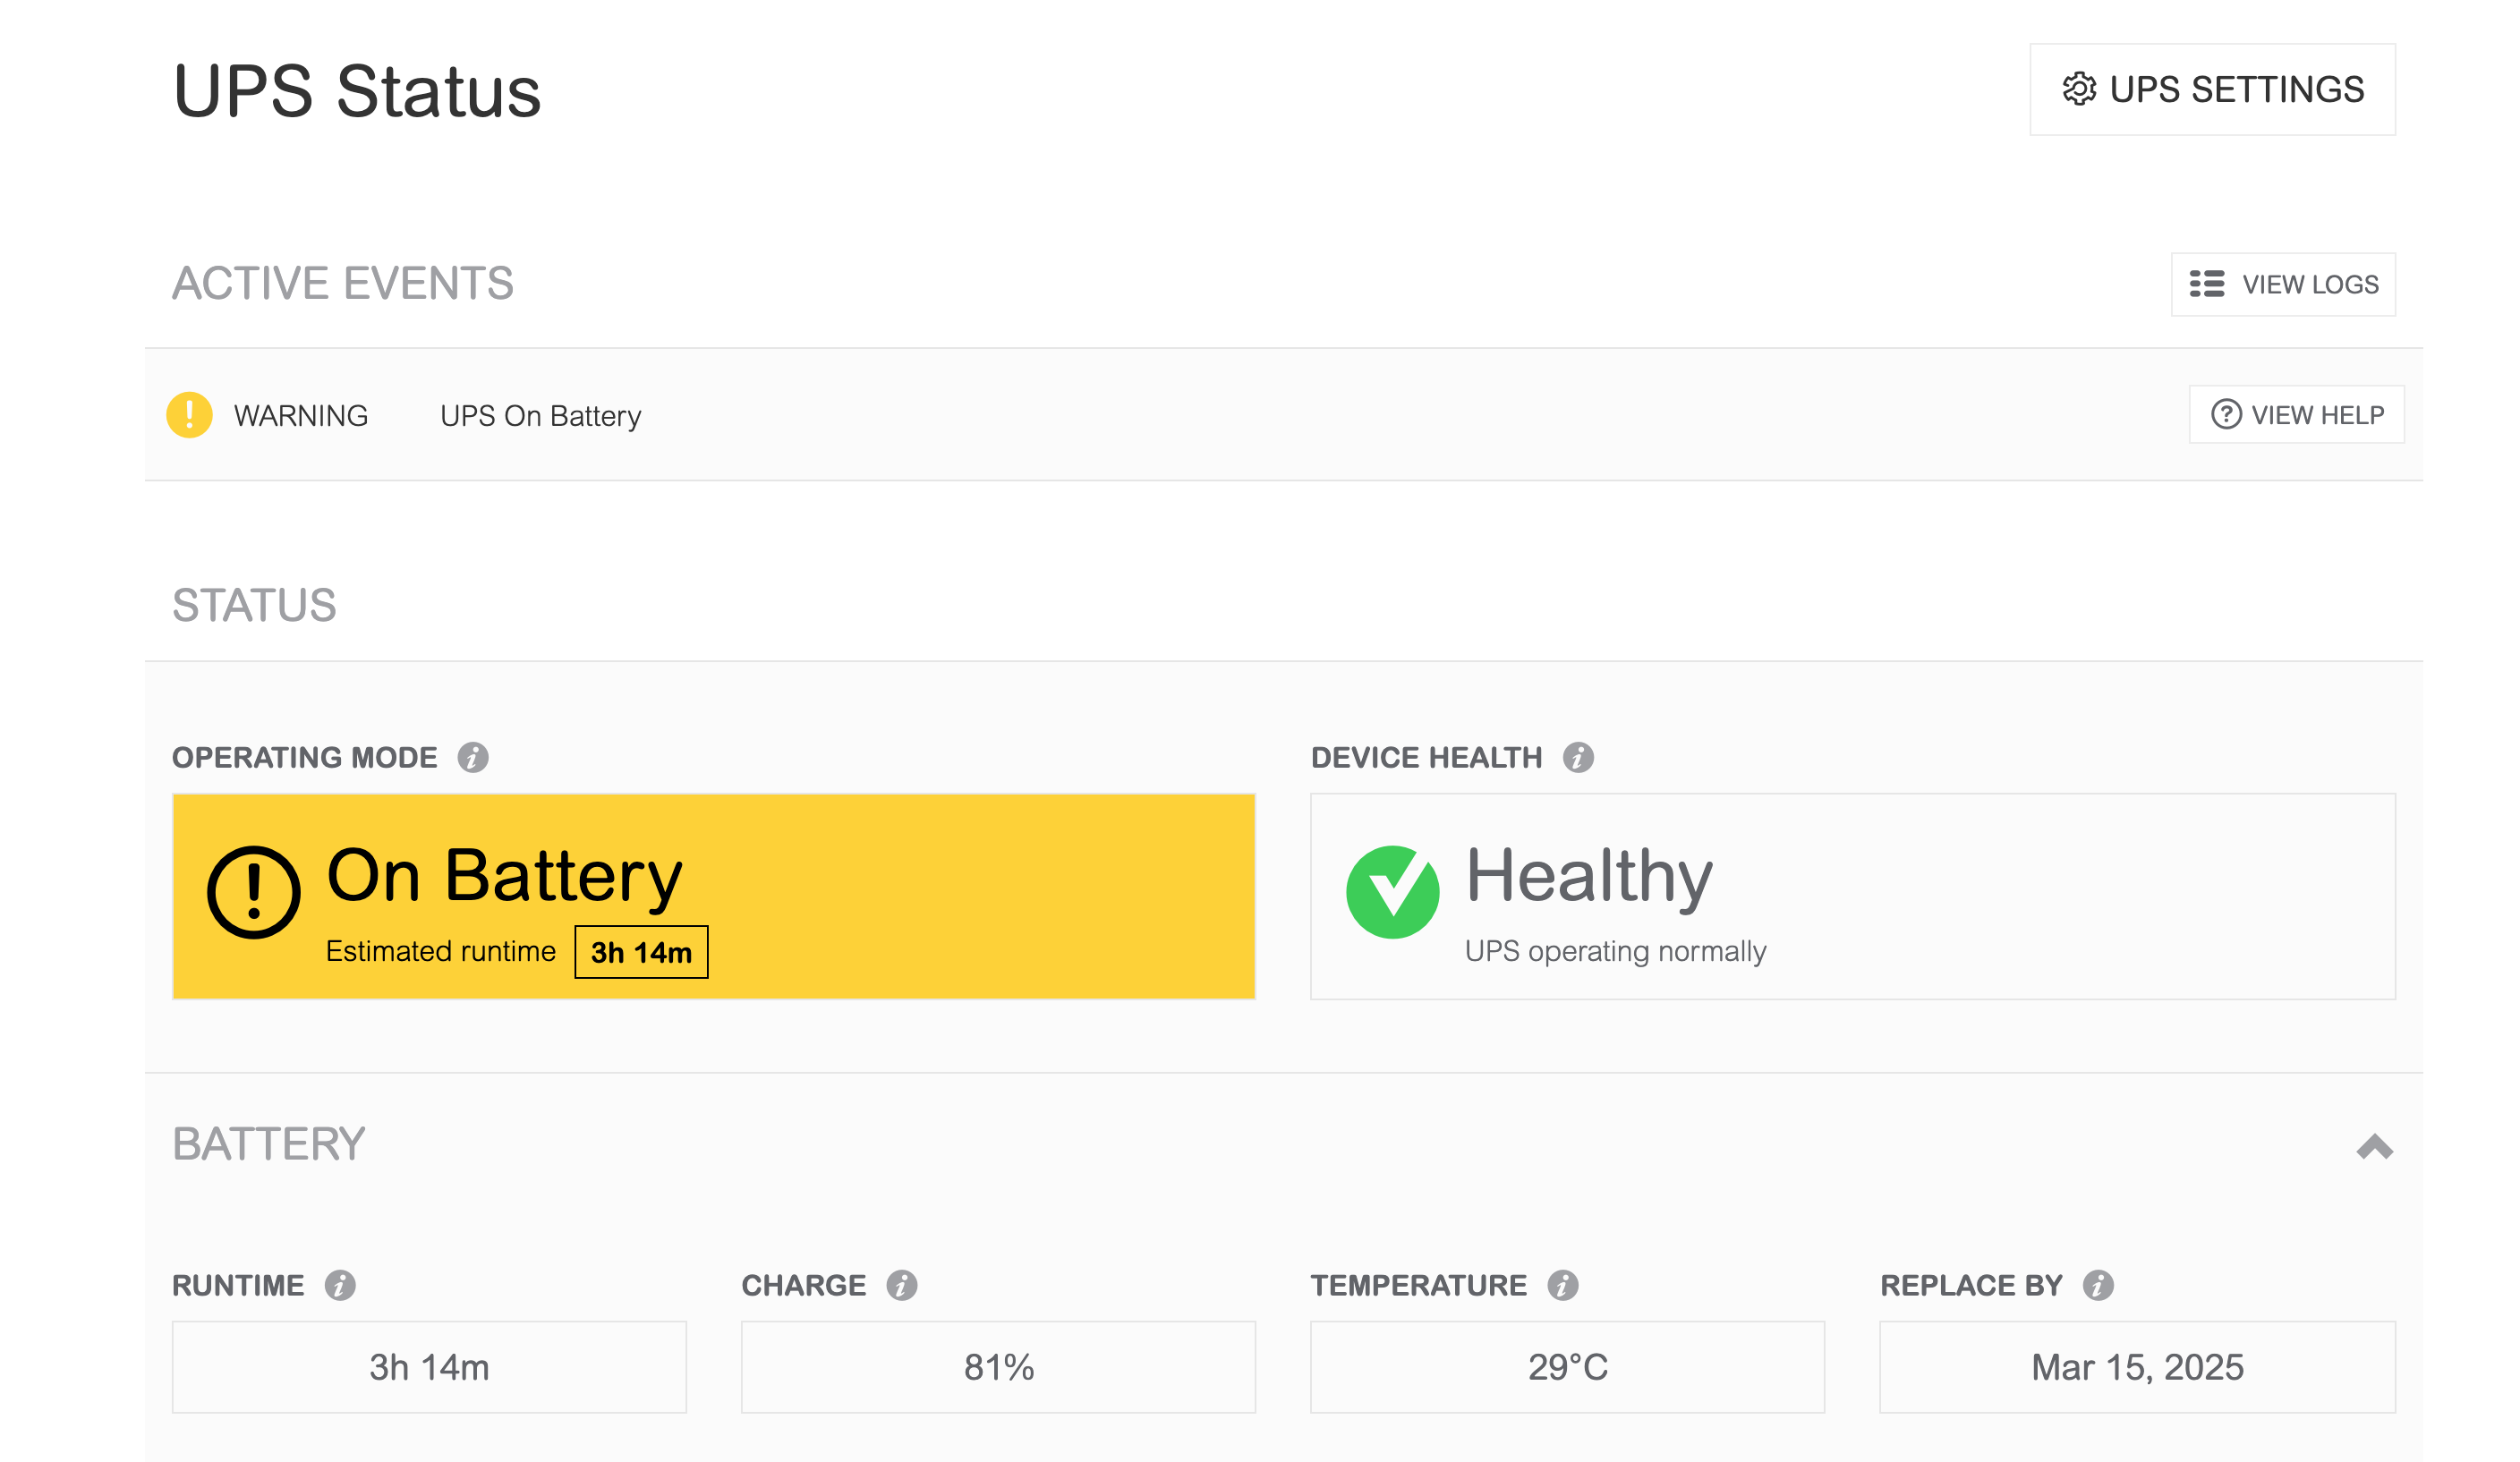 UPS Status
UPS SETTINGS
ACTIVE EVENTS
VIEW LOGS
WARNING UPS On Battery
VIEW HELP
STATUS
OPERATING MODE
On Battery
Estimated runtime 3h 14m
DEVICE HEALTH
Healthy
UPS operating normally
BATTERY
RUNTIME
3h 14m
CHARGE
81%
TEMPERATURE
29°C
REPLACE BY
Mar 15, 2025